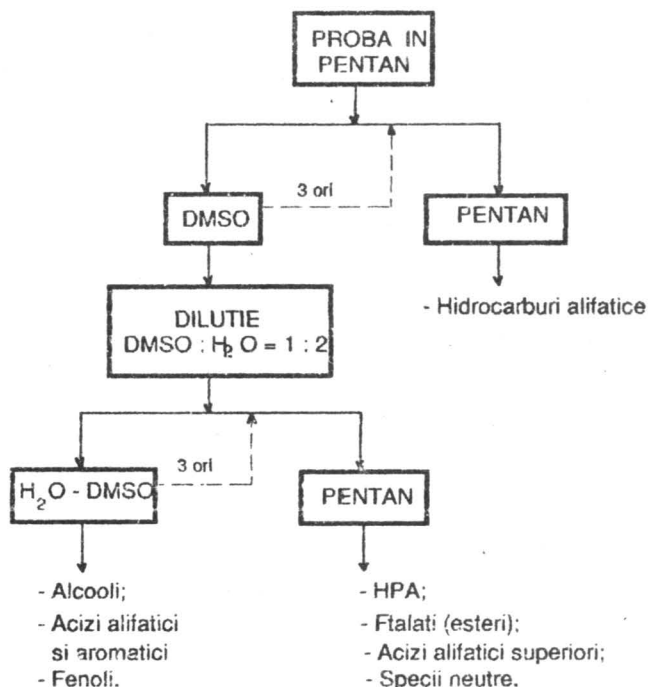 PROBA IN
PENTAN
3 ori
DMSO
PENTAN
- Hidrocarburi alifatice
DILUTIE
DMSO : H2O = 1 : 2
3 ori
H2O - DMSO
PENTAN
- Alcooli;
- Acizi alifatici
si aromatici
- Fenoli.
- HPA;
- Ftalati (esteri);
- Acizi alifatici superiori;
- Specii neutre.